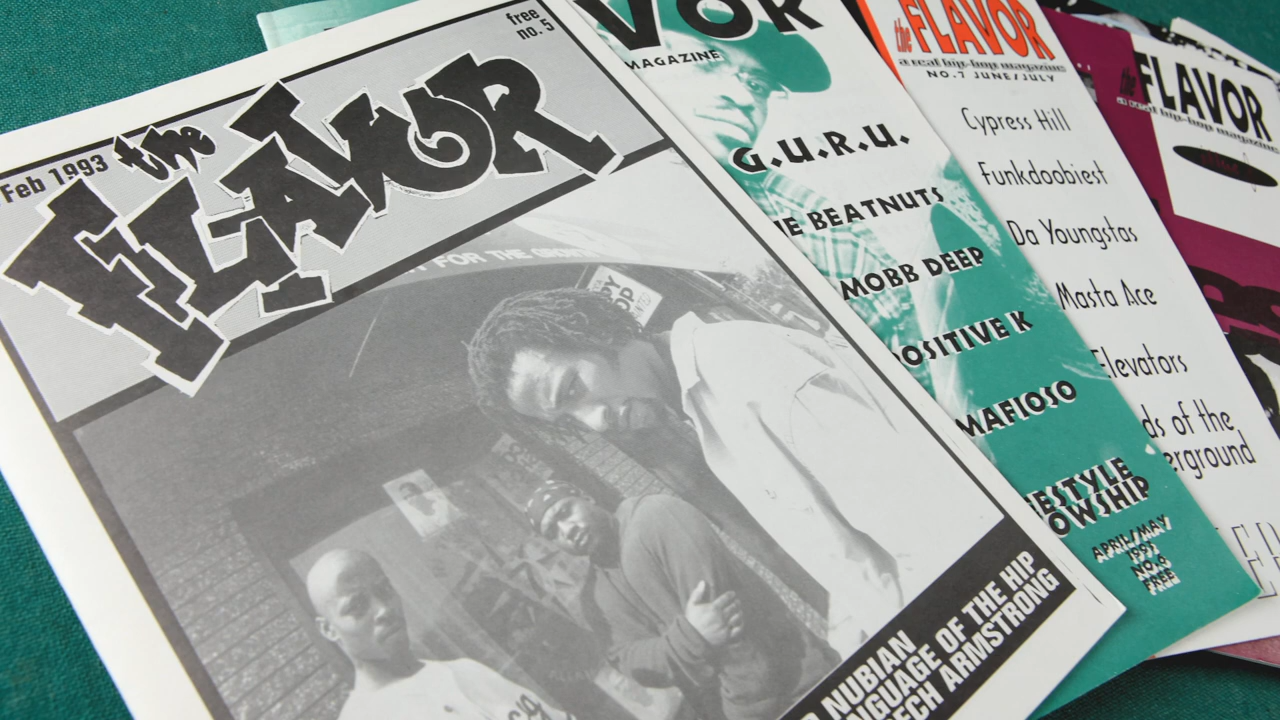 free
no. 5
Feb 1993
the
FLAVOR
FOR THE
NUBIAN
OF THE HIP
ARMSTRONG
VOR
MAGAZINE
G.U.R.U.
BEATNUTS
MOBB DEEP
POSITIVE K
MAFIOSO
APRIL/MAY
1993
NO.6
FREE
the FLAVOR
a real hip-hop magazine
NO.7 JUNE/JULY
Cypress Hill
Funkdoobiest
Da Youngstas
Masta Ace
Elevators
of the
the
FLAVOR
a real hip-hop magazine